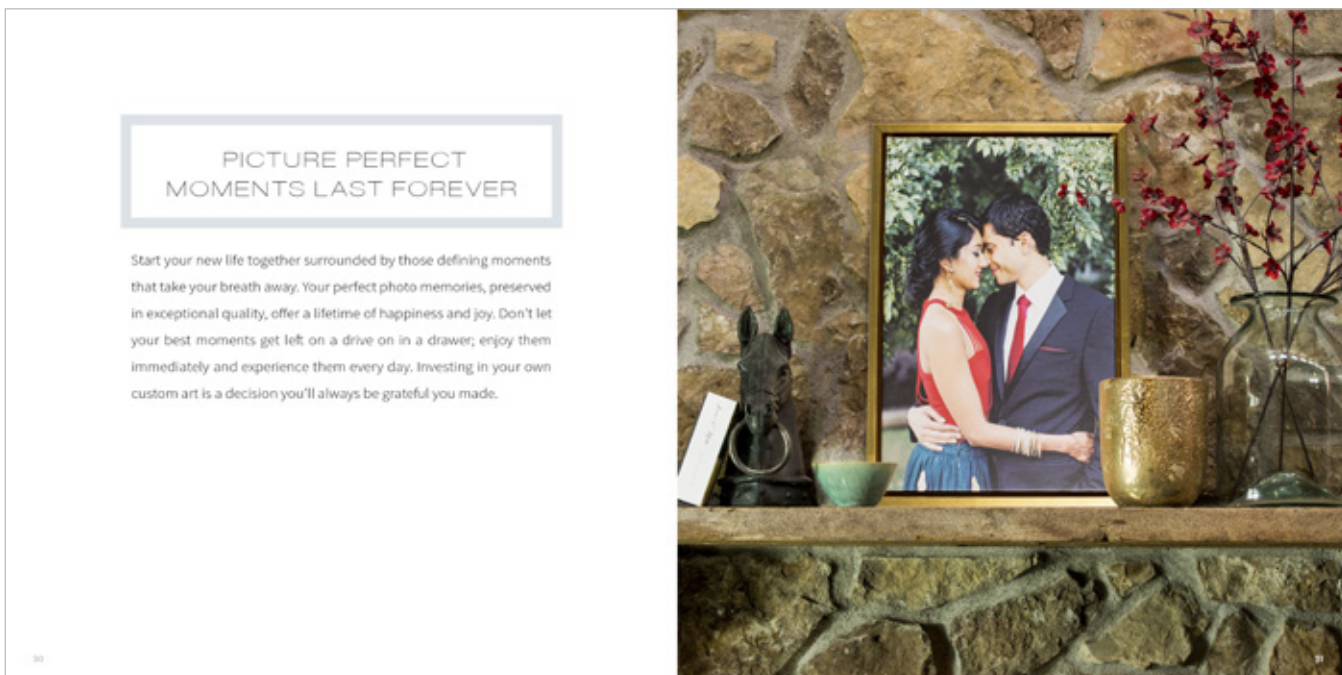 PICTURE PERFECT
MOMENTS LAST FOREVER
Start your new life together surrounded by those defining moments
that take your breath away. Your perfect photo memories, preserved
in exceptional quality, offer a lifetime of happiness and joy. Don't let
your best moments get left on a drive on in a drawer; enjoy them
immediately and experience them every day. Investing in your own
custom art is a decision you'll always be grateful you made.
30
31